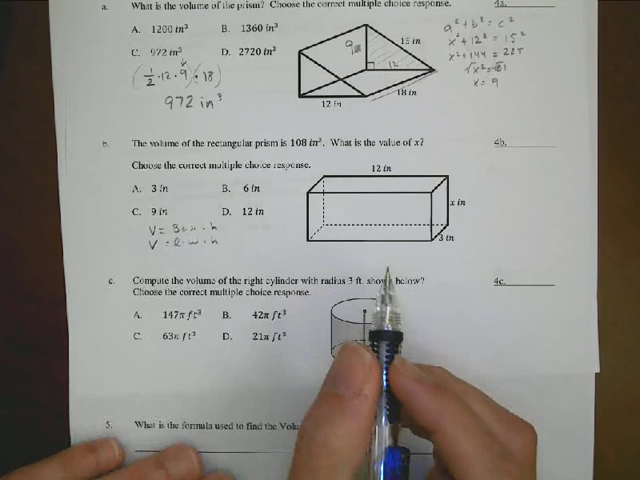 a. What is the volume of the prism? Choose the correct multiple choice response. 4a.
A. 1200 in³ B. 1360 in³
C. 972 in³ D. 2720 in³
(½·12·9)·18
972 in³
9
15 in
12
18 in
12 in
a² + b² = c²
x² + 12² = 15²
x² + 144 = 225
√x² = √81
x = 9
b. The volume of the rectangular prism is 108 in³. What is the value of x? 4b.
Choose the correct multiple choice response.
A. 3 in B. 6 in
C. 9 in D. 12 in
V = l·w·h
12 in
x in
3 in
c. Compute the volume of the right cylinder with radius 3 ft. shown below? 4c.
Choose the correct multiple choice response.
A. 147π ft³ B. 42π ft³
C. 63π ft³ D. 21π ft³
5. What is the formula used to find the